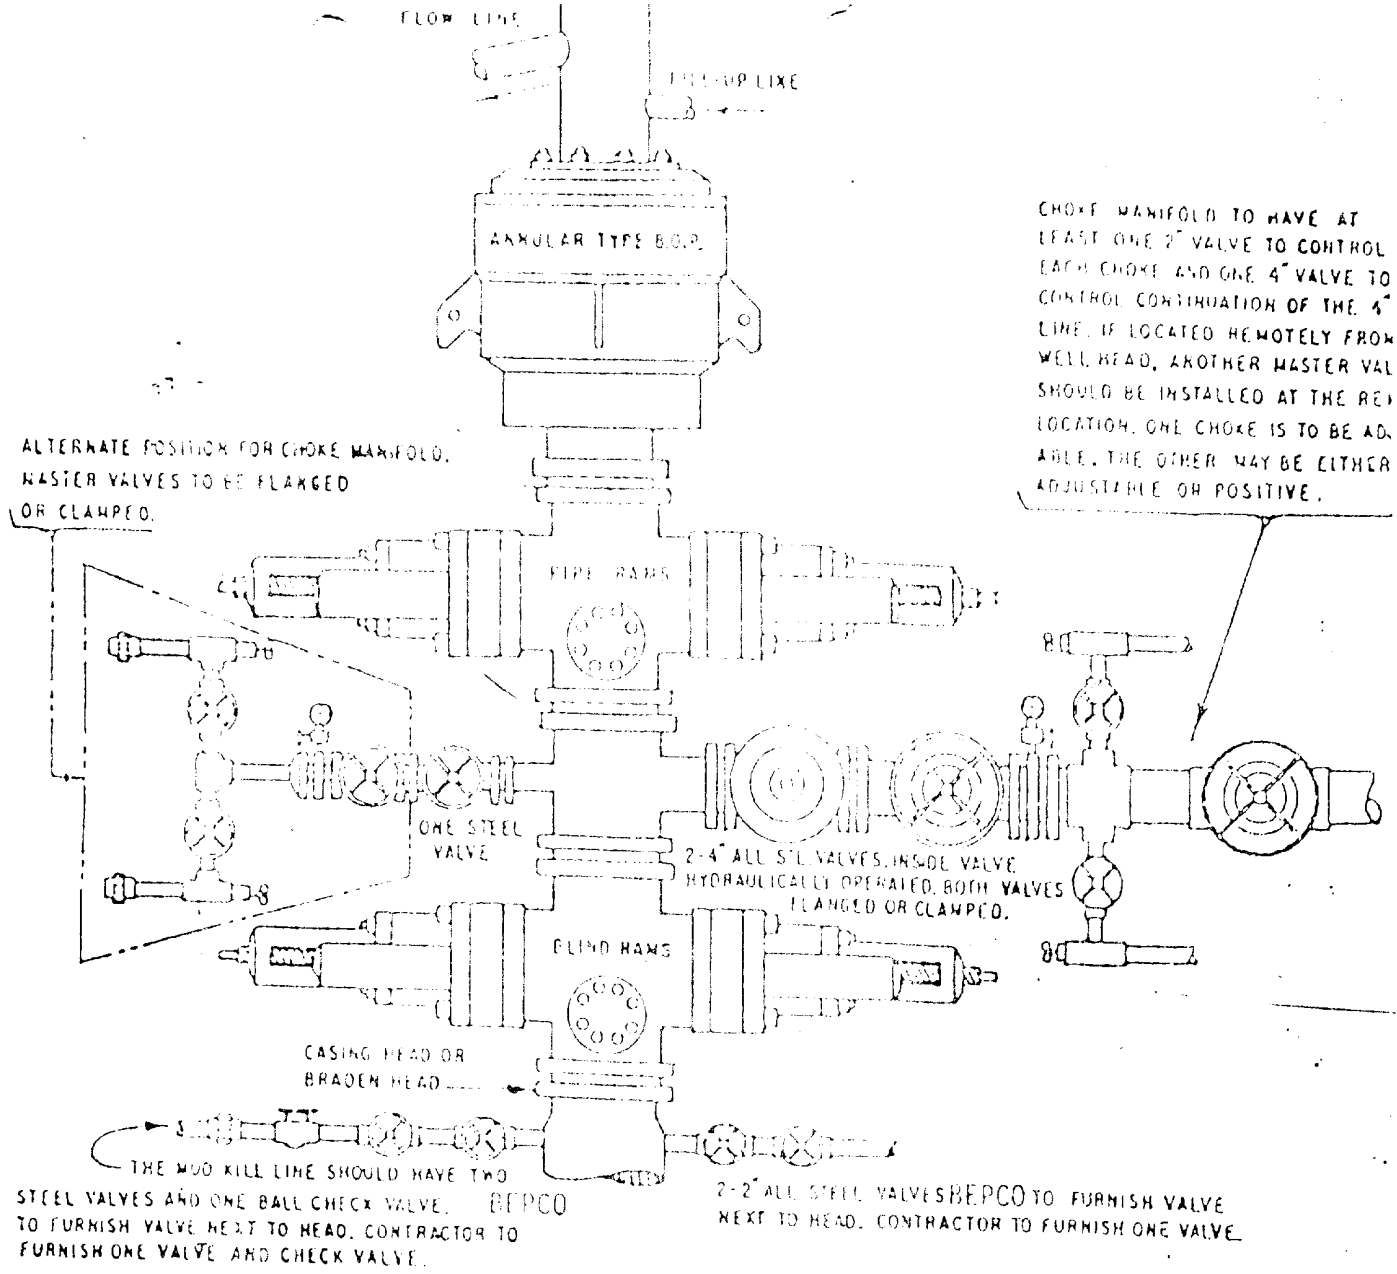 FLOW LINE
FILL-UP LINE
ANNULAR TYPE B.O.P.
CHOKE MANIFOLD TO HAVE AT
LEAST ONE 2" VALVE TO CONTROL
EACH CHOKE AND ONE 4" VALVE TO
CONTROL CONTINUATION OF THE 4"
LINE. IF LOCATED REMOTELY FROM
WELL HEAD, ANOTHER MASTER VAL
SHOULD BE INSTALLED AT THE REM
LOCATION. ONE CHOKE IS TO BE ADJ
ABLE. THE OTHER MAY BE EITHER
ADJUSTABLE OR POSITIVE.
ALTERNATE POSITION FOR CHOKE MANIFOLD.
MASTER VALVES TO BE FLANGED
OR CLAMPED.
PIPE RAMS
ONE STEEL
VALVE
2-4" ALL STL VALVES. INSIDE VALVE
HYDRAULICALLY OPERATED. BOTH VALVES
FLANGED OR CLAMPED.
BLIND RAMS
CASING HEAD OR
BRADEN HEAD
THE MUD KILL LINE SHOULD HAVE TWO
STEEL VALVES AND ONE BALL CHECK VALVE. BEPCO
TO FURNISH VALVE NEXT TO HEAD. CONTRACTOR TO
FURNISH ONE VALVE AND CHECK VALVE.
2-2" ALL STEEL VALVES BEPCO TO FURNISH VALVE
NEXT TO HEAD. CONTRACTOR TO FURNISH ONE VALVE